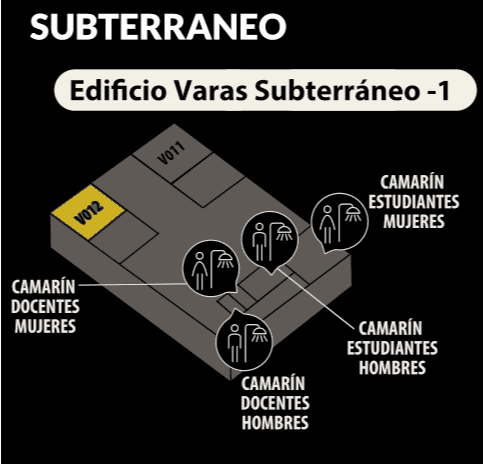 SUBTERRANEO
Edificio Varas Subterráneo -1
V011
V012
CAMARÍN
ESTUDIANTES
MUJERES
CAMARÍN
DOCENTES
MUJERES
CAMARÍN
ESTUDIANTES
HOMBRES
CAMARÍN
DOCENTES
HOMBRES